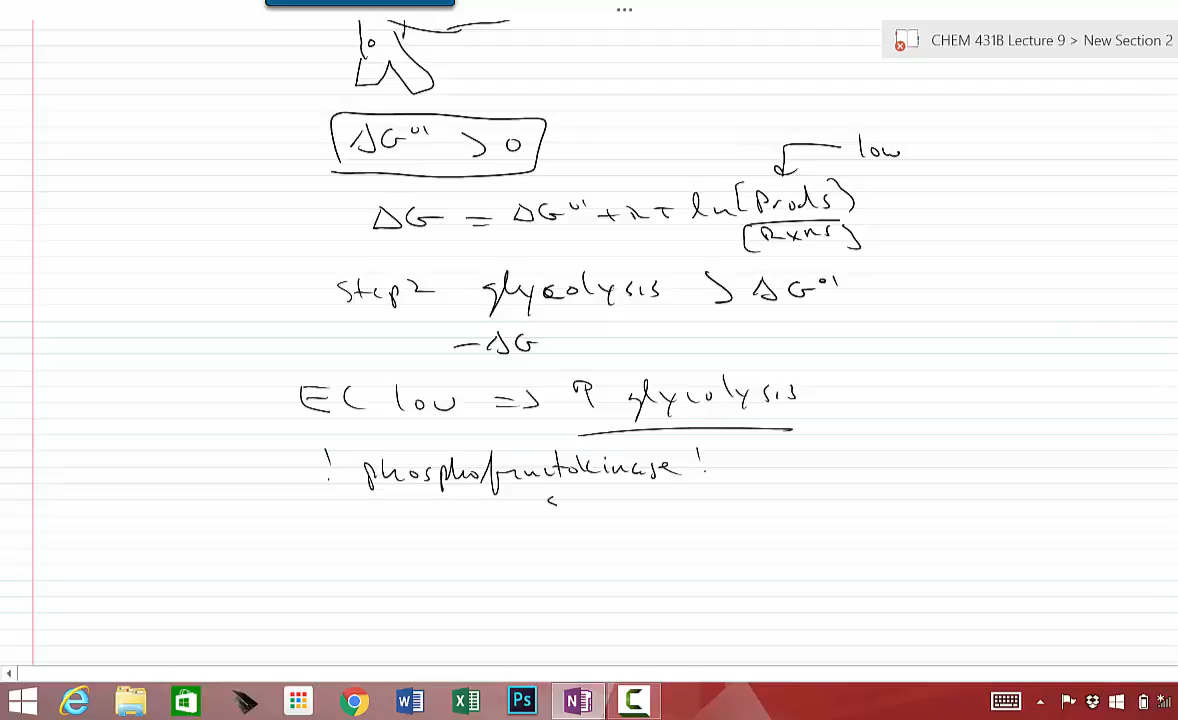 CHEM 431B Lecture 9 > New Section 2
ΔG°' > 0
low
ΔG = ΔG°' + RT ln [Prods]
[Rxns]
Step 2 glycolysis > ΔG°'
-ΔG
EC low => ↑ glycolysis
! phosphofructokinase !